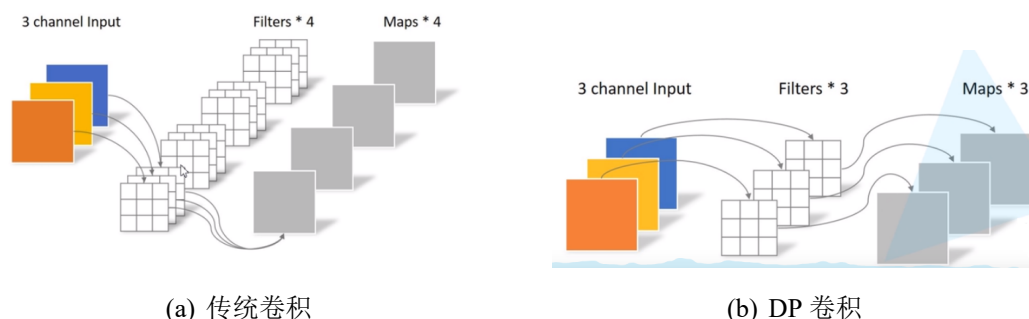 3 channel Input
Filters * 4
Maps * 4
3 channel Input
Filters * 3
Maps * 3
(a) 传统卷积
(b) DP 卷积